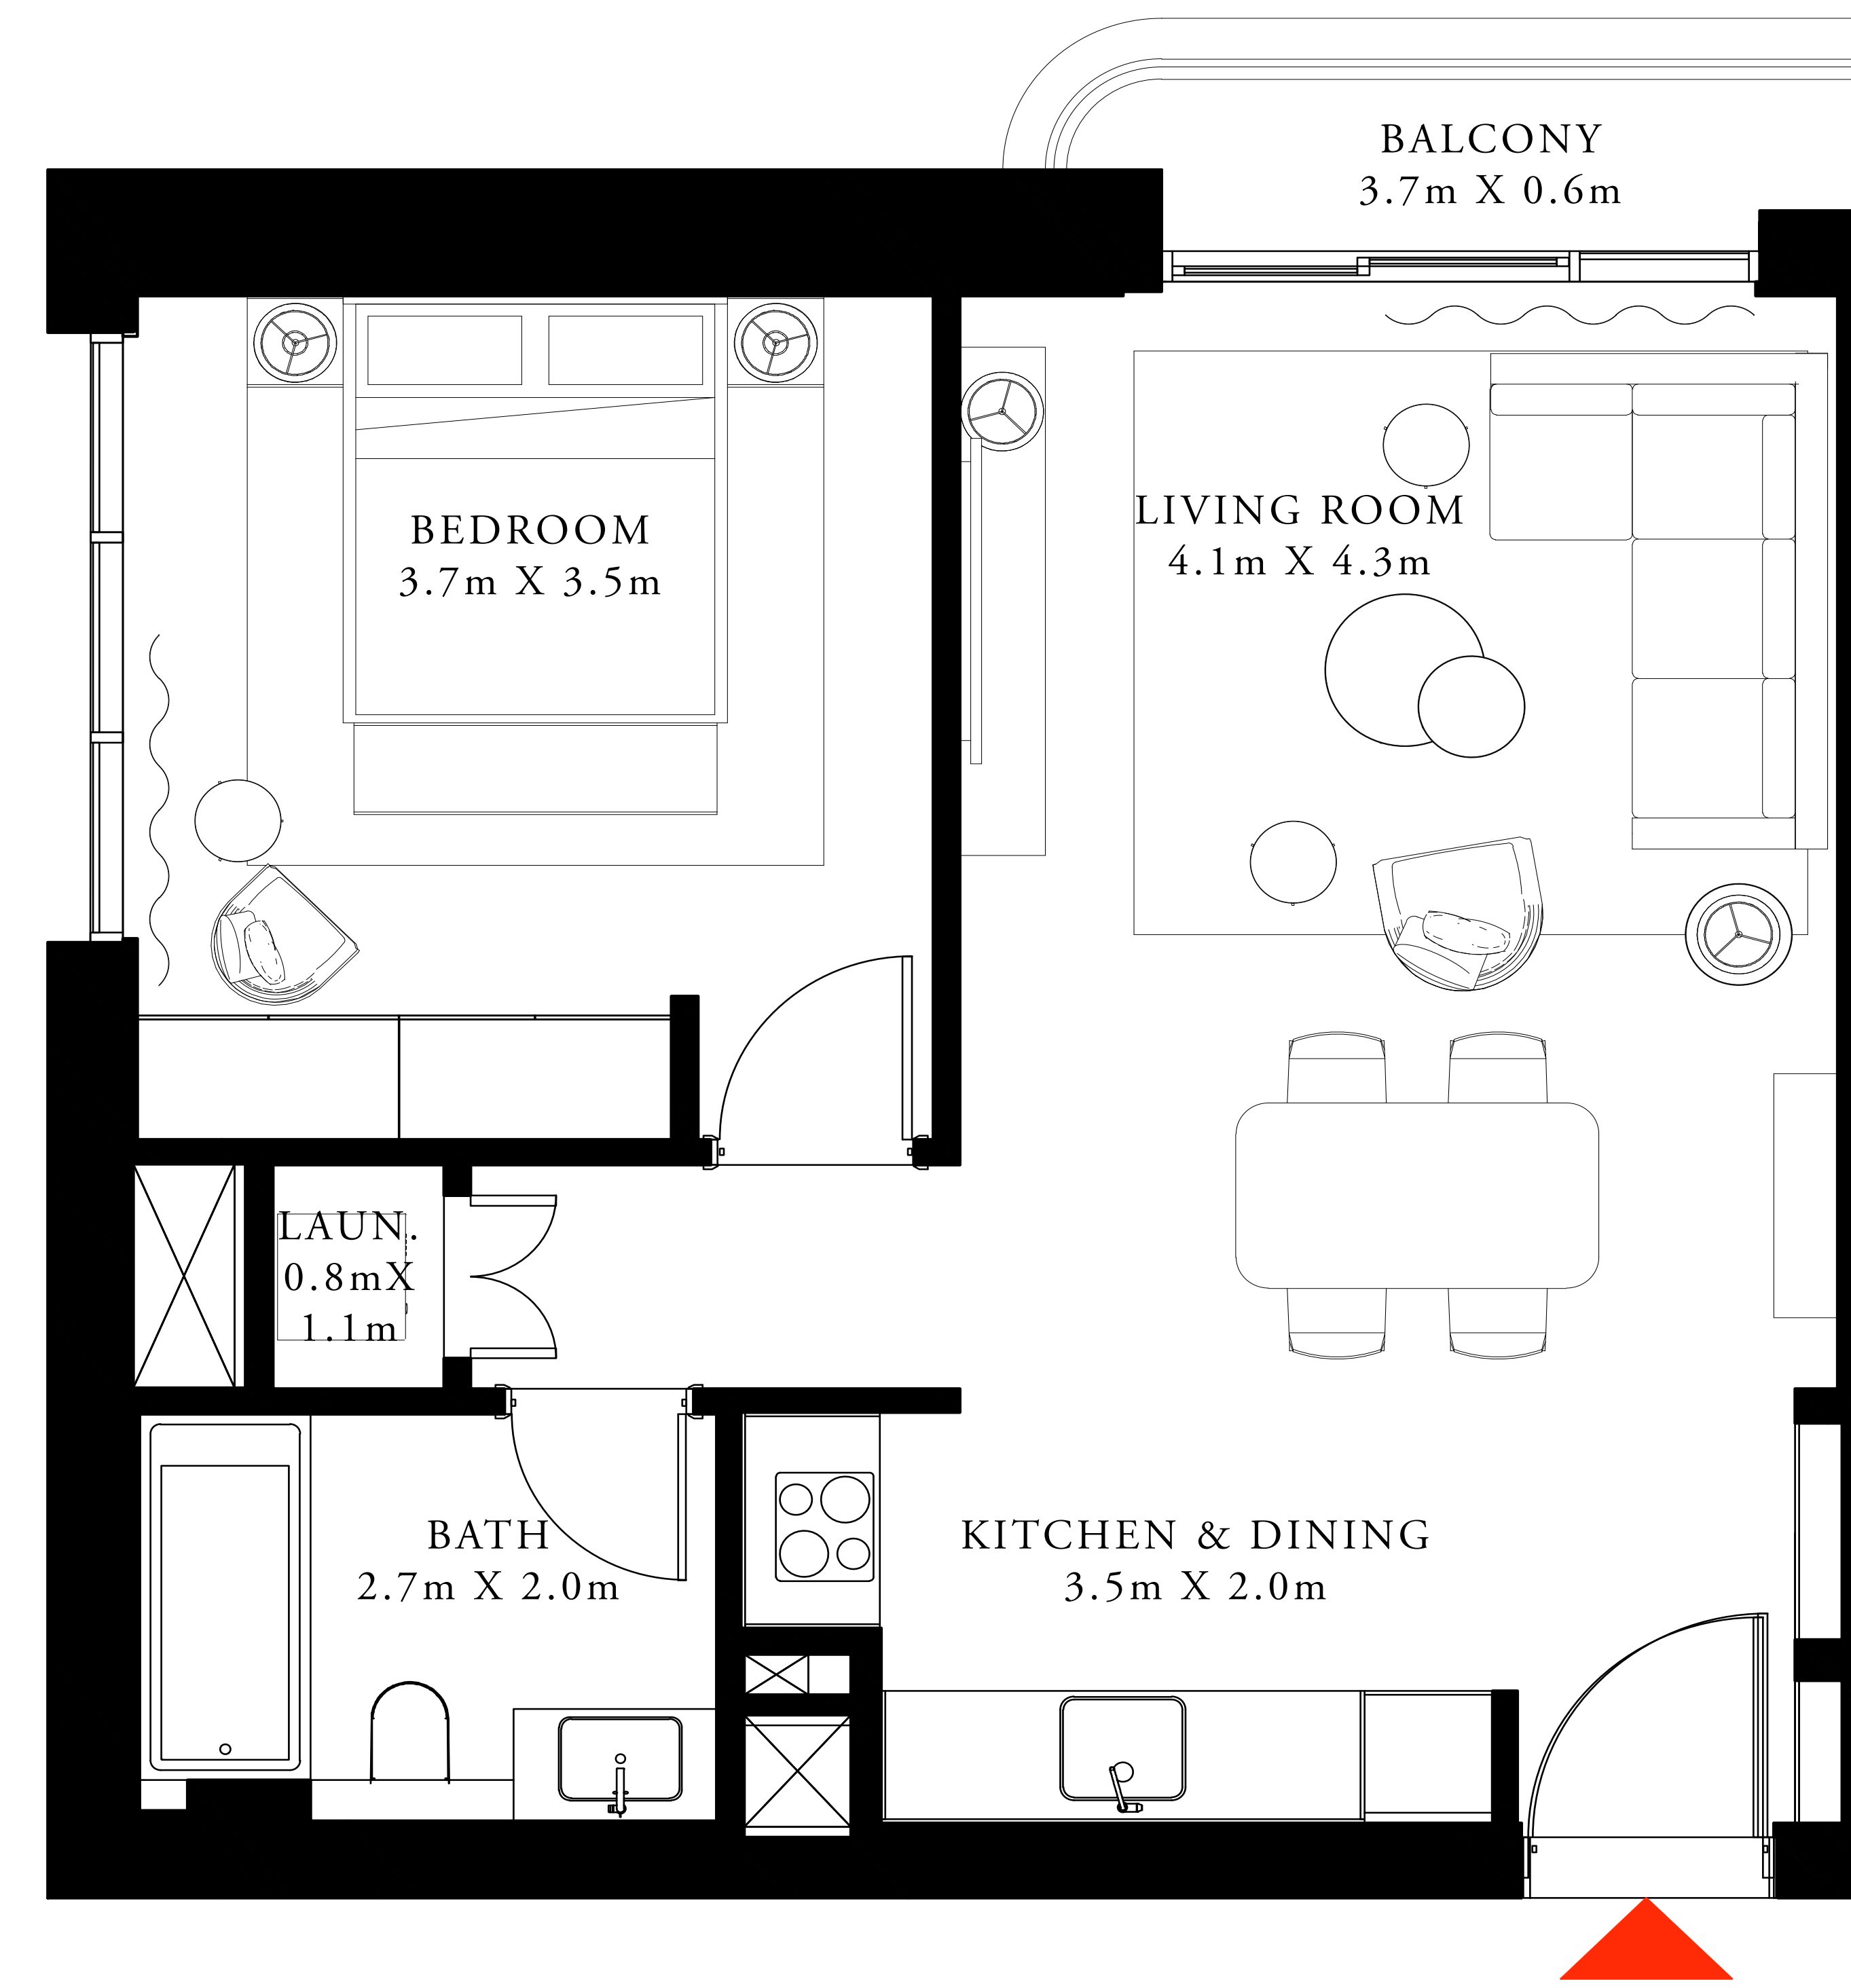 BALCONY
3.7m X 0.6m
BEDROOM
3.7m X 3.5m
LIVING ROOM
4.1m X 4.3m
LAUN.
0.8mX
1.1m
BATH
2.7m X 2.0m
KITCHEN & DINING
3.5m X 2.0m